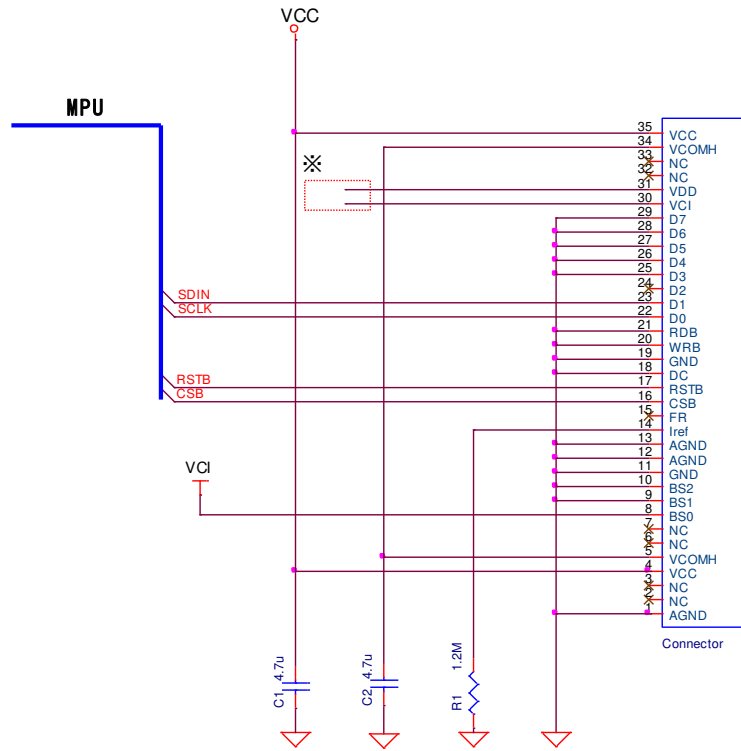 VCC
MPU
※
35 VCC
34 VCOMH
33 NC
32 NC
31 VDD
30 VCI
29 D7
28 D6
27 D5
26 D4
25 D3
24 D2
23 D1
22 D0
21 RDB
20 WRB
19 GND
18 DC
17 RSTB
16 CSB
15 FR
14 Iref
13 AGND
12 AGND
11 GND
10 BS2
9 BS1
8 BS0
7 NC
6 NC
5 VCOMH
4 VCC
3 NC
2 NC
1 AGND
Connector
SDIN
SCLK
RSTB
CSB
VCI
C1 4.7u
C2 4.7u
R1 1.2M